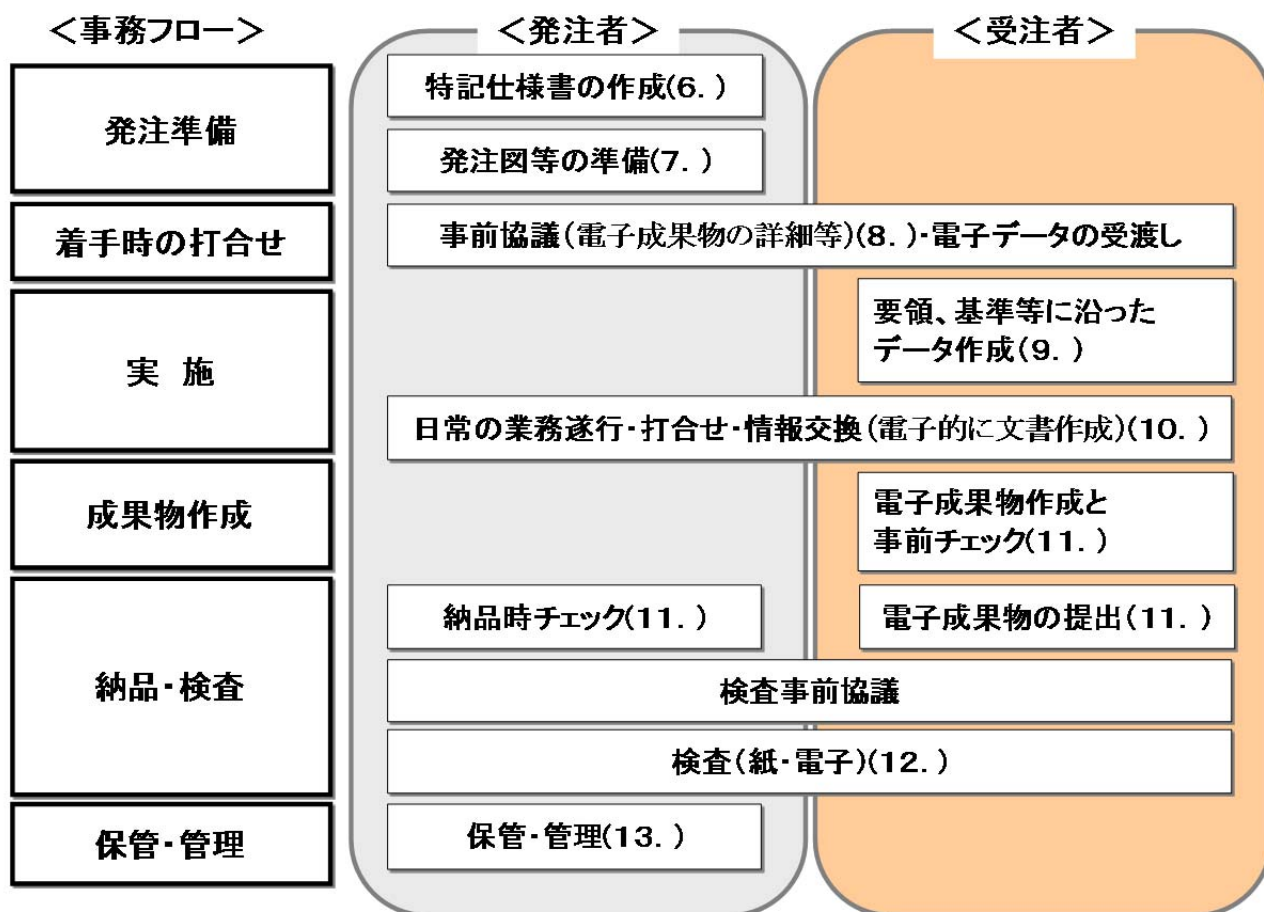 ＜事務フロー＞
＜発注者＞
＜受注者＞
発注準備
特記仕様書の作成(6. )
発注図等の準備(7. )
着手時の打合せ
事前協議(電子成果物の詳細等)(8. )・電子データの受渡し
実 施
要領、基準等に沿った
データ作成(9. )
日常の業務遂行・打合せ・情報交換(電子的に文書作成)(10. )
成果物作成
電子成果物作成と
事前チェック(11. )
納品・検査
納品時チェック(11. )
電子成果物の提出(11. )
検査事前協議
検査(紙・電子)(12. )
保管・管理
保管・管理(13. )